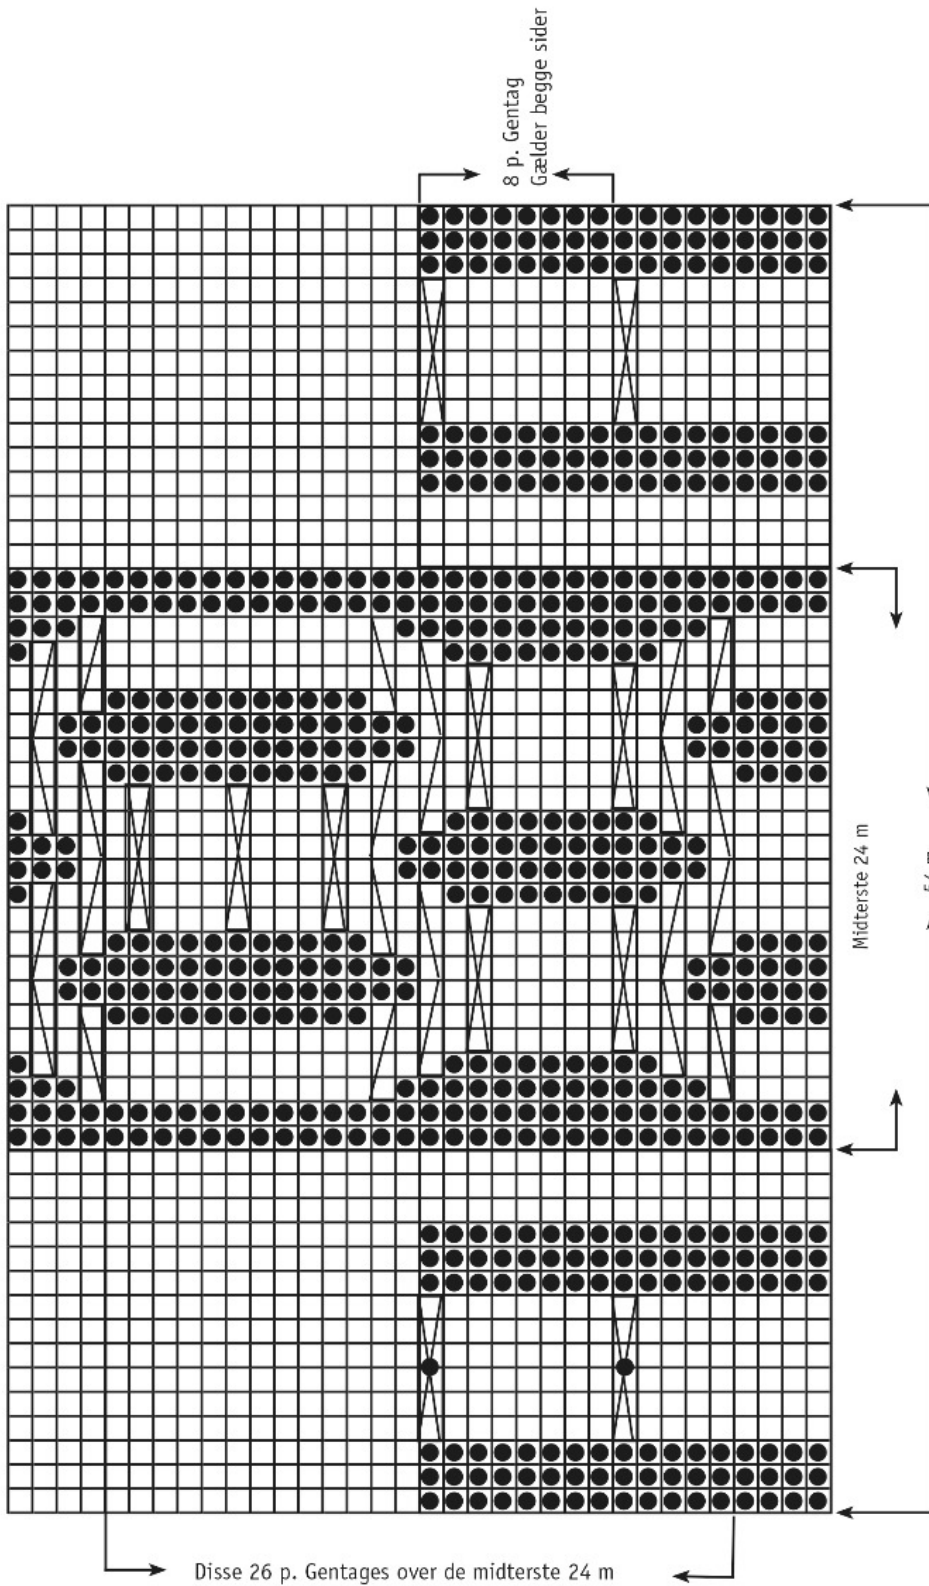 8 p. Gentag
Gælder begge sider
Midterste 24 m
Disse 26 p. Gentages over de midterste 24 m